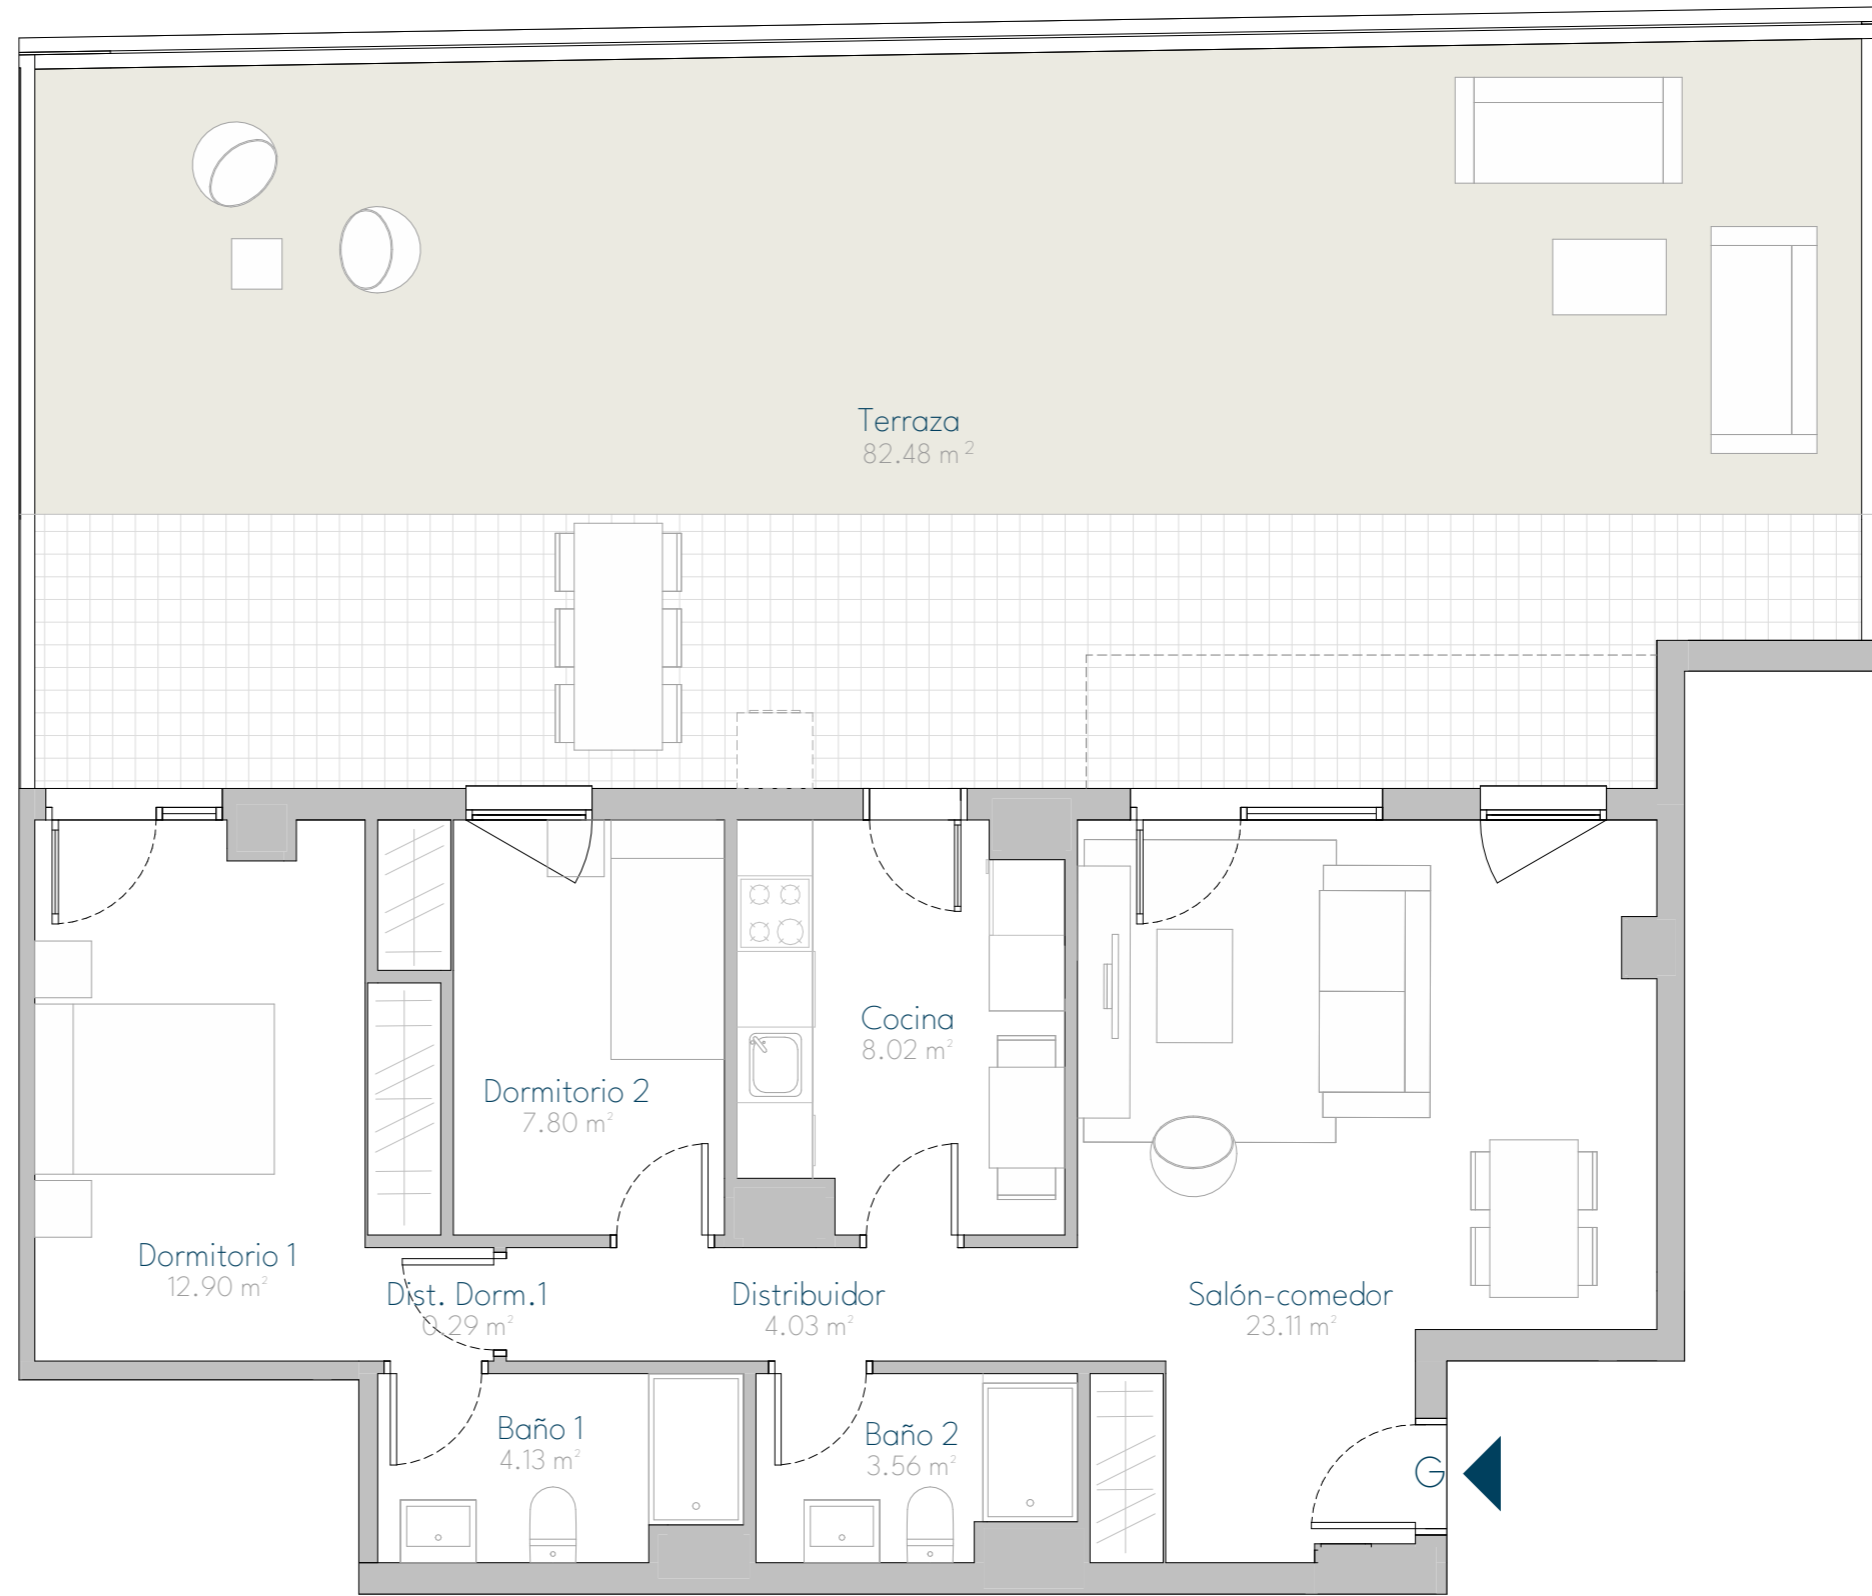 Terraza
82.48 m²
Cocina
8.02 m²
Dormitorio 2
7.80 m²
Dormitorio 1
12.90 m²
Dist. Dorm.1
0.29 m²
Distribuidor
4.03 m²
Salón-comedor
23.11 m²
Baño 1
4.13 m²
Baño 2
3.56 m²
G